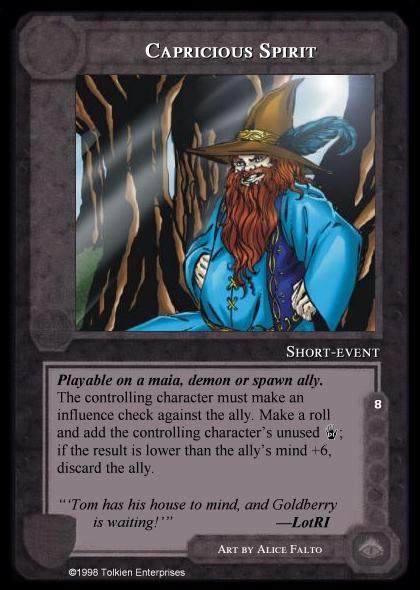 Capricious Spirit
Short-event
Playable on a maia, demon or spawn ally.
The controlling character must make an
influence check against the ally. Make a roll
and add the controlling character's unused DI;
if the result is lower than the ally's mind +6,
discard the ally.
8
“‘Tom has his house to mind, and Goldberry
is waiting!’” —LotRI
Art by Alice Falto
©1998 Tolkien Enterprises